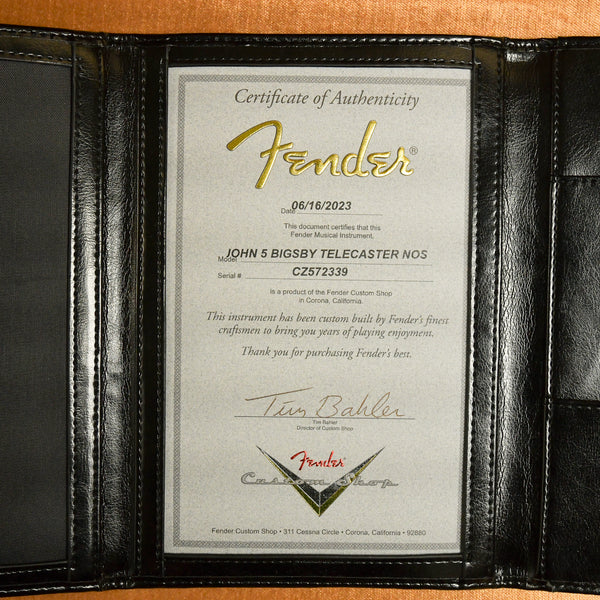 Certificate of Authenticity
Fender®
Date 06/16/2023
This document certifies that this
Fender Musical Instrument.
Model JOHN 5 BIGSBY TELECASTER NOS
Serial # CZ572339
Is a product of the Fender Custom Shop
in Corona, California.
This instrument has been custom built by Fender's finest
craftsmen to bring you years of playing enjoyment.
Thank you for purchasing Fender's best.
Tim Bahler
Tim Bahler
Director of Custom Shop
Fender
Custom Shop
Fender Custom Shop • 311 Cessna Circle • Corona, California • 92880